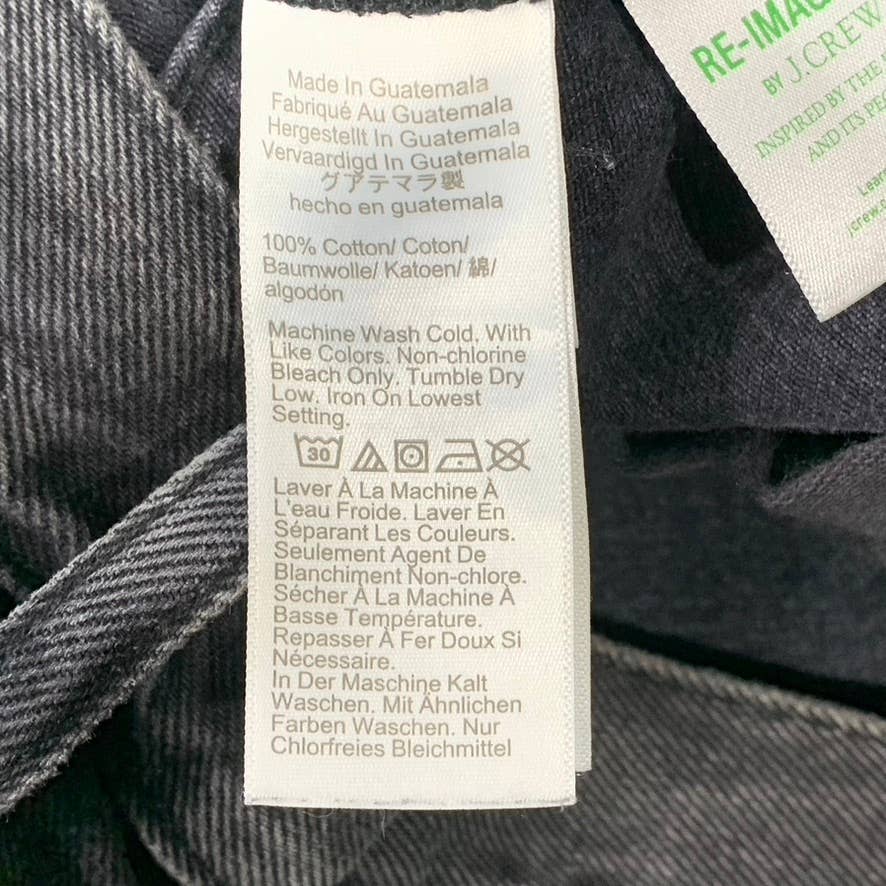 Made In Guatemala
Fabriqué Au Guatemala
Hergestellt In Guatemala
Vervaardigd In Guatemala
グアテマラ製
hecho en guatemala
100% Cotton/ Coton/
Baumwolle/ Katoen/ 綿/
algodón
Machine Wash Cold, With
Like Colors. Non-chlorine
Bleach Only. Tumble Dry
Low. Iron On Lowest
Setting.
30
Laver À La Machine À
L'eau Froide. Laver En
Séparant Les Couleurs.
Seulement Agent De
Blanchiment Non-chlore.
Sécher À La Machine À
Basse Température.
Repasser À Fer Doux Si
Nécessaire.
In Der Maschine Kalt
Waschen. Mit Ähnlichen
Farben Waschen. Nur
Chlorfreies Bleichmittel
BY J.CREW
INSPIRED BY THE
AND ITS